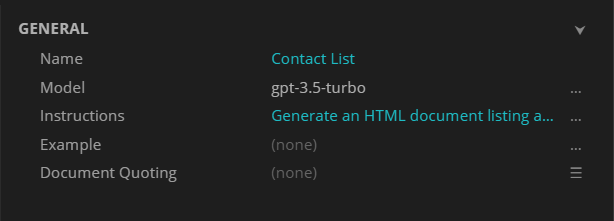 GENERAL
Name Contact List
Model gpt-3.5-turbo ...
Instructions Generate an HTML document listing a... ...
Example (none) ...
Document Quoting (none)